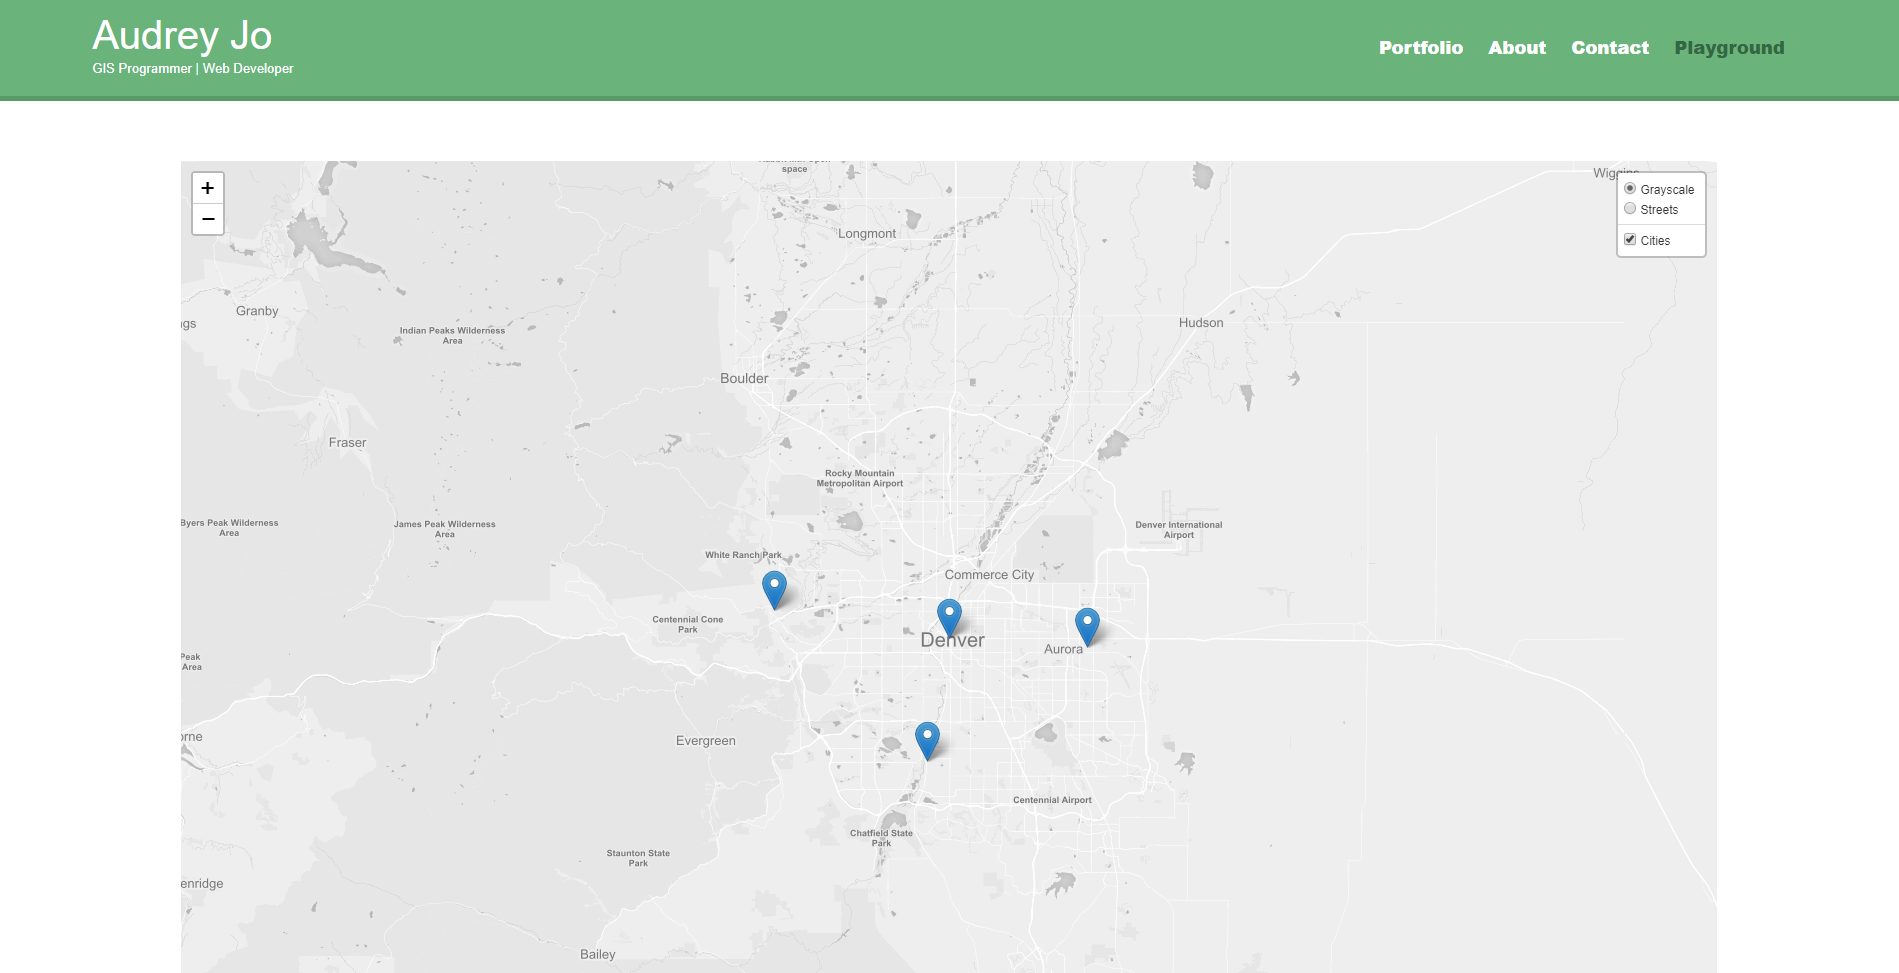 Audrey Jo
GIS Programmer | Web Developer
Portfolio About Contact Playground
+
−
Grayscale
Streets
Cities
space
Longmont
Granby
ngs
Indian Peaks Wilderness
Area
Hudson
Boulder
Fraser
Rocky Mountain
Metropolitan Airport
Byers Peak Wilderness
Area
James Peak Wilderness
Area
Denver International
Airport
White Ranch Park
Commerce City
Centennial Cone
Park
Denver
Aurora
Peak
Area
orne
Evergreen
Centennial Airport
Chatfield State
Park
Staunton State
Park
enridge
Bailey